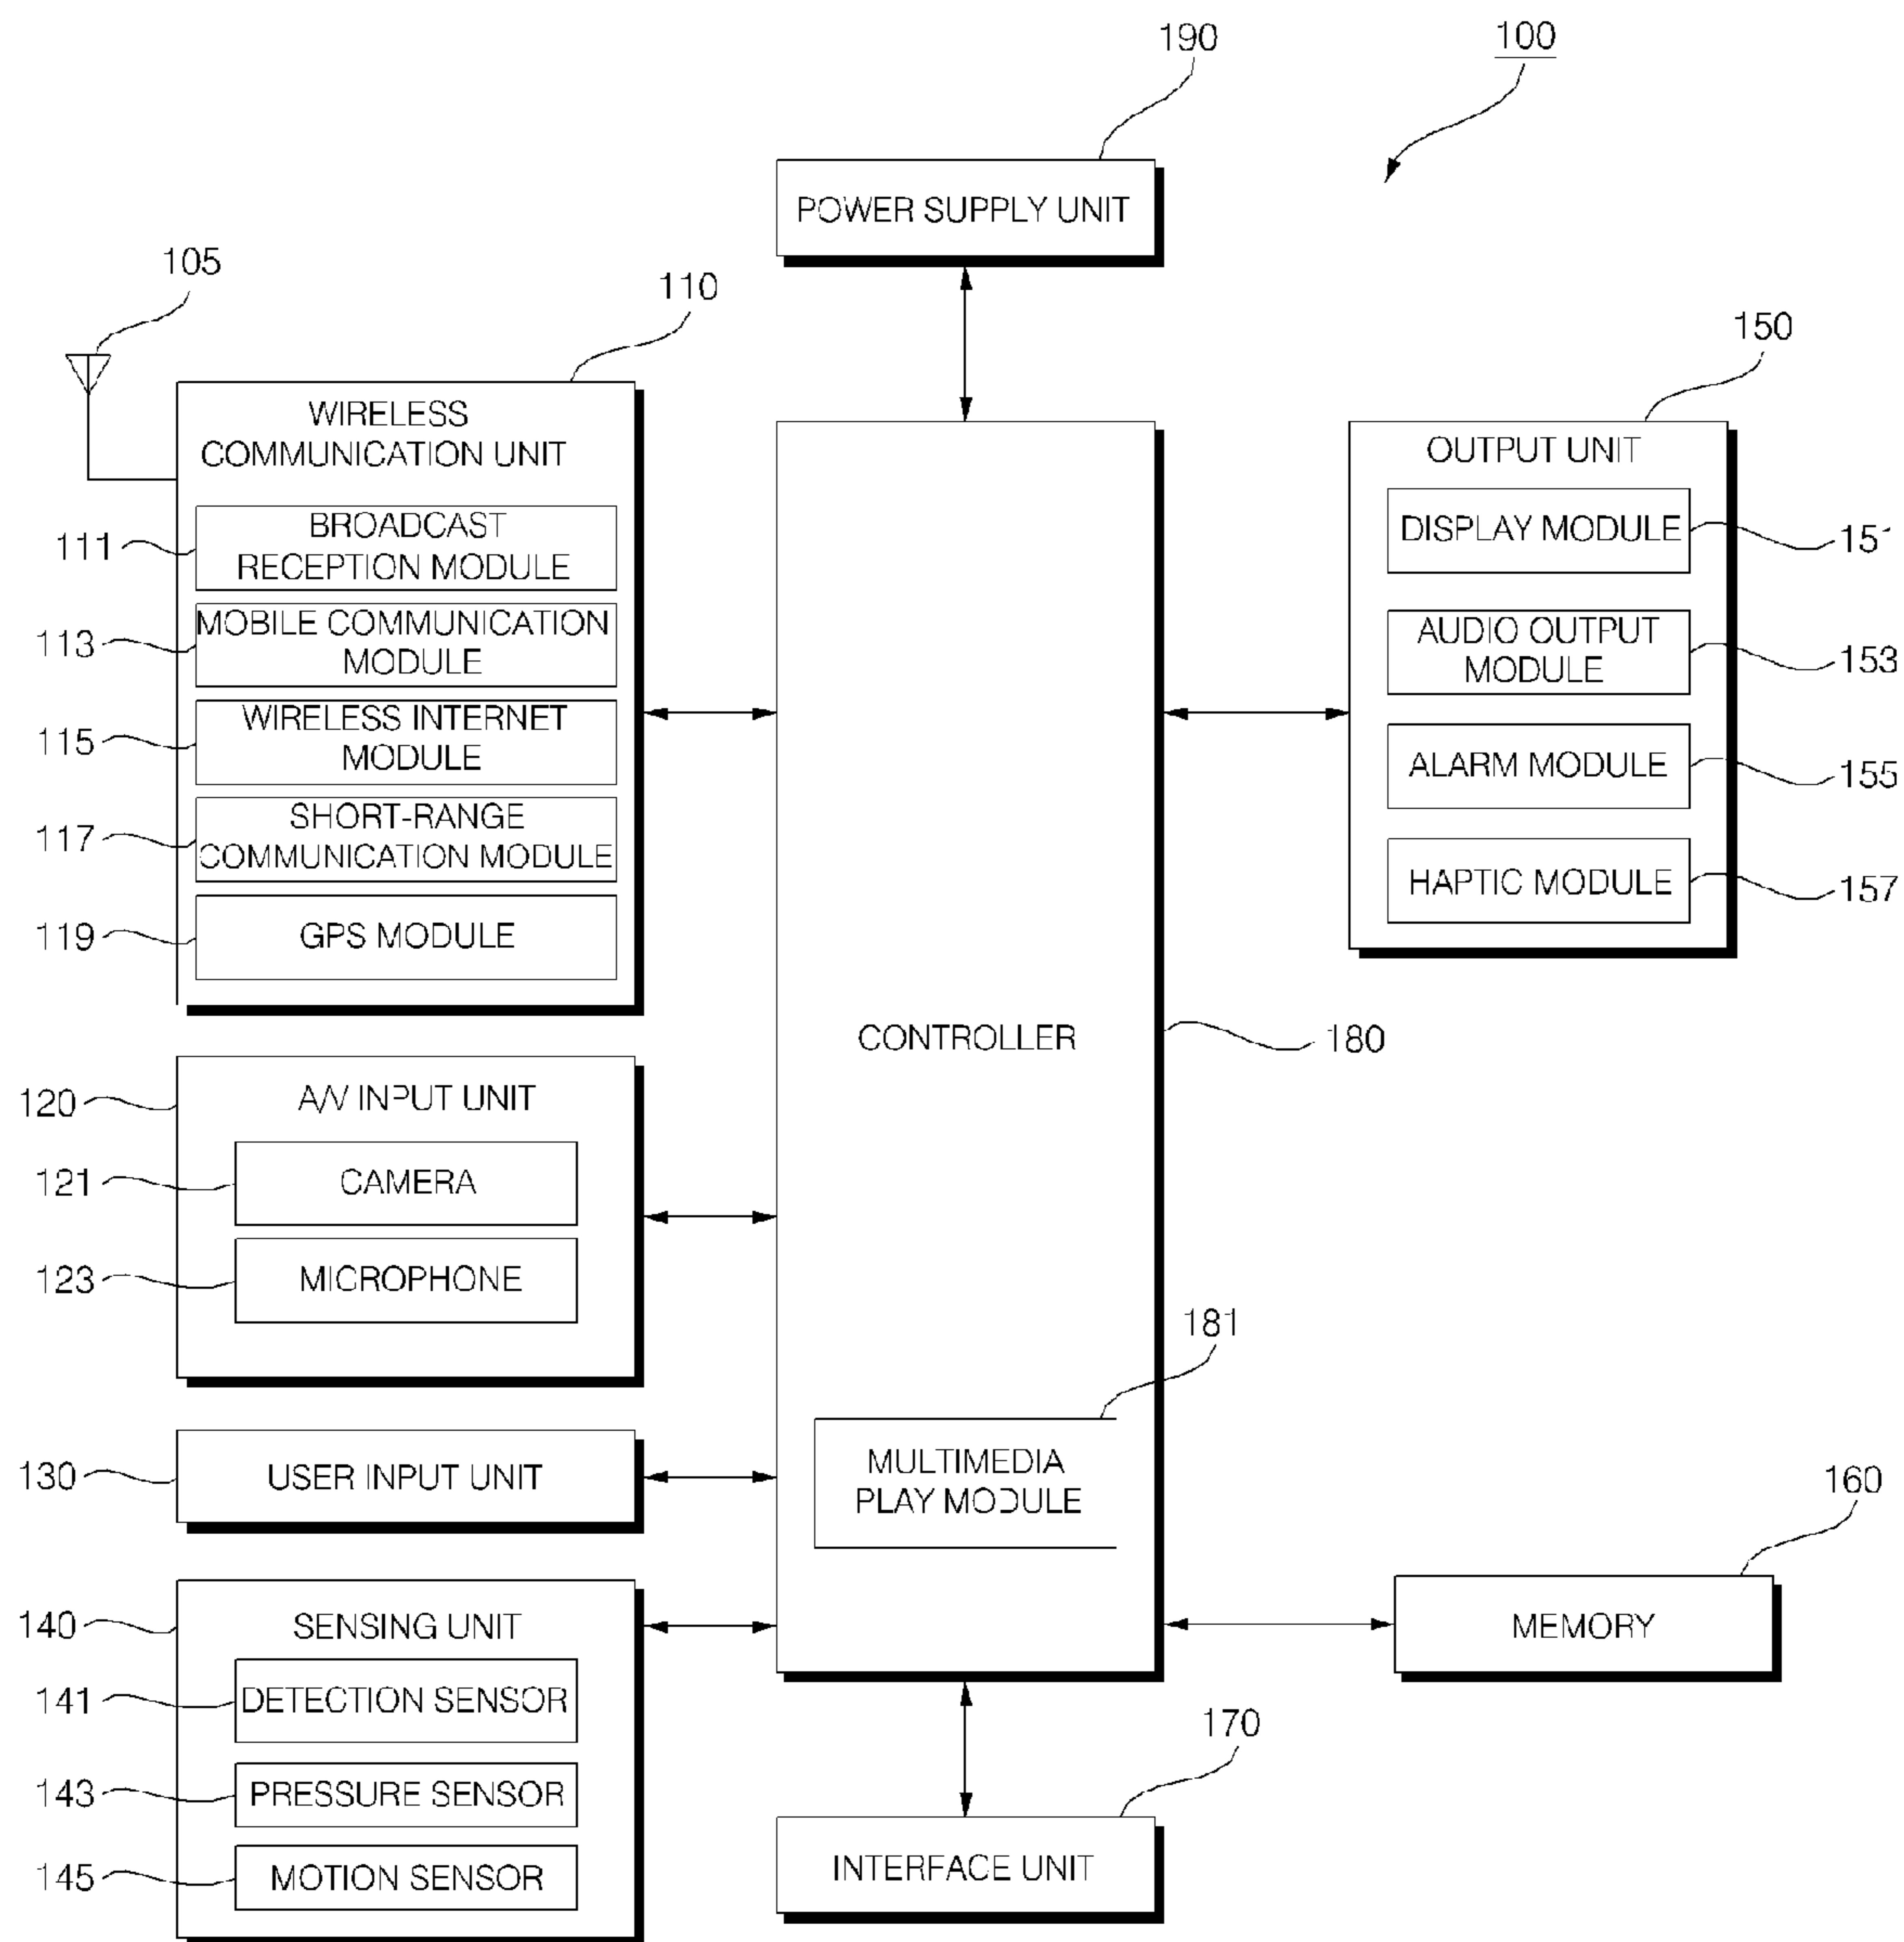 190
100
POWER SUPPLY UNIT
105
110
150
WIRELESS
COMMUNICATION UNIT
OUTPUT UNIT
111
BROADCAST
RECEPTION MODULE
DISPLAY MODULE
151
113
MOBILE COMMUNICATION
MODULE
AUDIO OUTPUT
MODULE
153
115
WIRELESS INTERNET
MODULE
ALARM MODULE
155
117
SHORT-RANGE
COMMUNICATION MODULE
HAPTIC MODULE
157
119
GPS MODULE
CONTROLLER
180
120
A/V INPUT UNIT
121
CAMERA
123
MICROPHONE
181
130
USER INPUT UNIT
MULTIMEDIA
PLAY MODULE
160
140
SENSING UNIT
MEMORY
141
DETECTION SENSOR
170
143
PRESSURE SENSOR
145
MOTION SENSOR
INTERFACE UNIT